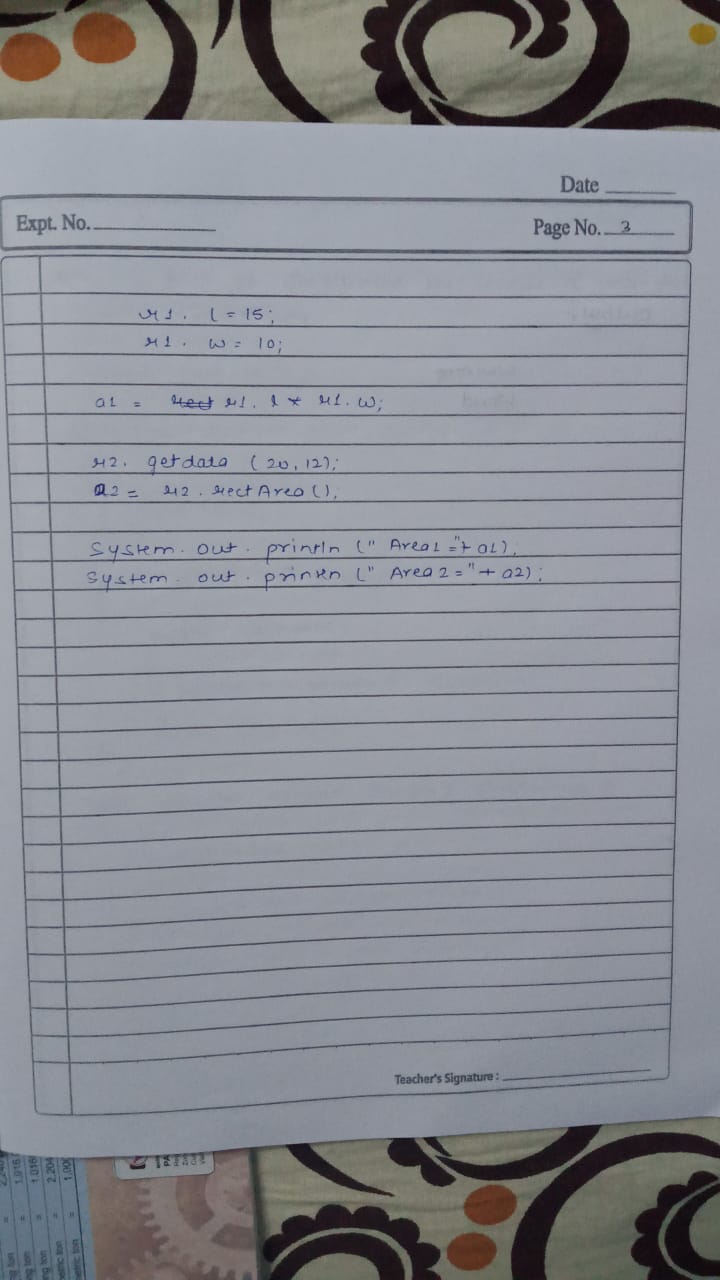 Date
Expt. No.
Page No. 3
r1. l = 15;
r1. w = 10;
a1 = rect r1. l * r1. w;
r2. getdata (20, 12);
a2 = r2. rectArea ();
System. out. println (" Area1 ="+ a1);
System. out. println (" Area 2 = "+ a2);
Teacher's Signature :